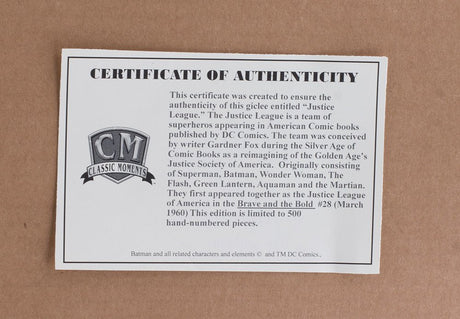 CERTIFICATE OF AUTHENTICITY
This certificate was created to ensure the
authenticity of this giclee entitled “Justice
League.” The Justice League is a team of
superheros appearing in American Comic books
published by DC Comics. The team was conceived
by writer Gardner Fox during the Silver Age of
Comic Books as a reimagining of the Golden Age's
Justice Society of America. Originally consisting
of Superman, Batman, Wonder Woman, The
Flash, Green Lantern, Aquaman and the Martian.
They first appeared together as the Justice League
of America in the Brave and the Bold #28 (March
1960) This edition is limited to 500
hand-numbered pieces.
CM
CLASSIC MOMENTS
Batman and all related characters and elements © and TM DC Comics..